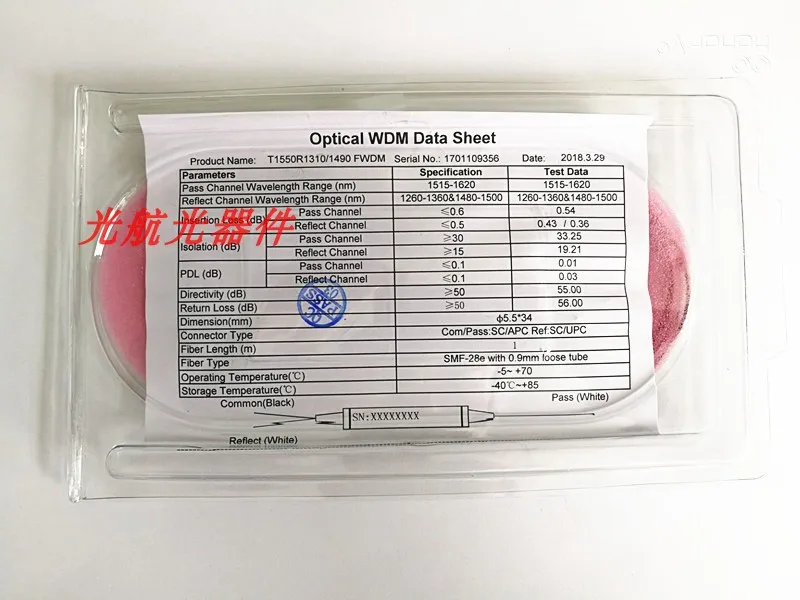 Optical WDM Data Sheet
Product Name: T1550R1310/1490 FWDM Serial No.: 1701109356 Date: 2018.3.29
Parameters Specification Test Data
Pass Channel Wavelength Range (nm) 1515-1620 1515-1620
Reflect Channel Wavelength Range (nm) 1260-1360&1480-1500 1260-1360&1480-1500
Insertion Loss (dB) Pass Channel ≤0.6 0.54
Reflect Channel ≤0.5 0.43 / 0.36
光航光器件
Isolation (dB) Pass Channel ≥30 33.25
Reflect Channel ≥15 19.21
PDL (dB) Pass Channel ≤0.1 0.01
Reflect Channel ≤0.1 0.03
Directivity (dB) ≥50 55.00
Return Loss (dB) ≥50 56.00
QC PASS
Dimension(mm) ф5.5*34
Connector Type Com/Pass:SC/APC Ref:SC/UPC
Fiber Length (m) 1
Fiber Type SMF-28e with 0.9mm loose tube
Operating Temperature(℃) -5~ +70
Storage Temperature(℃) -40℃~+85
Common(Black) Pass (White)
SN:XXXXXXXX
Reflect (White)